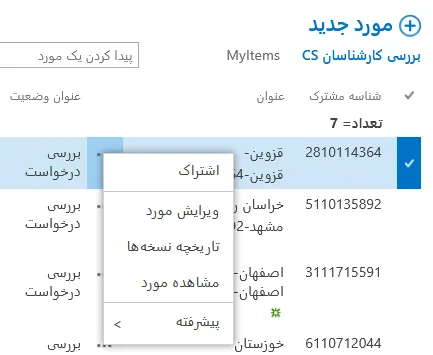 مورد جدید
بررسی کارشناسان CS MyItems پیدا کردن یک مورد
شناسه مشترک عنوان عنوان وضعیت
تعداد= 7
2810114364 قزوین- بررسی
قزوین-64 درخواست
اشتراک
ویرایش مورد
تاریخچه نسخه‌ها
مشاهده مورد
پیشرفته
5110135892 خراسان بررسی
مشهد- درخواست
3111715591 اصفهان- بررسی
اصفهان- درخواست
6110712044 خوزستان بررسی